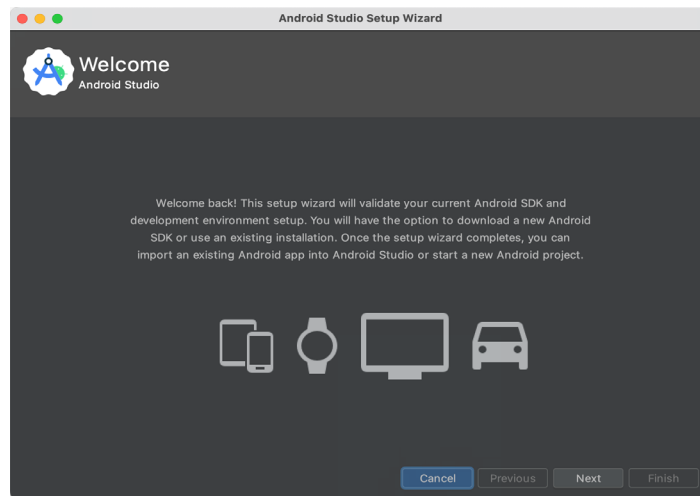 Android Studio Setup Wizard
Welcome
Android Studio
Welcome back! This setup wizard will validate your current Android SDK and
development environment setup. You will have the option to download a new Android
SDK or use an existing installation. Once the setup wizard completes, you can
import an existing Android app into Android Studio or start a new Android project.
Cancel Previous Next Finish